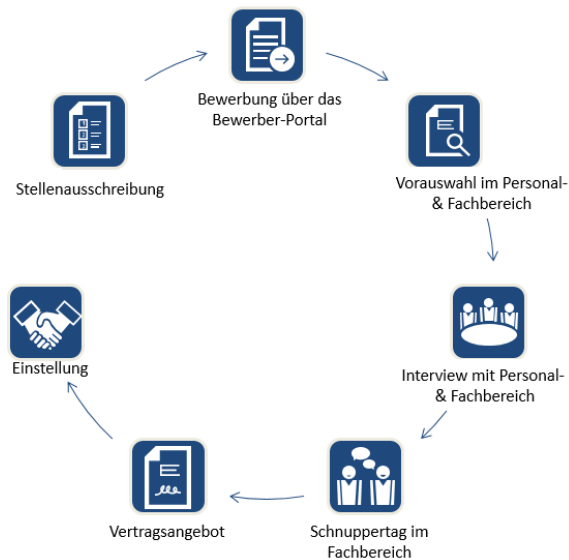 Bewerbung über das
Bewerber-Portal
Stellenausschreibung
Vorauswahl im Personal-
& Fachbereich
Interview mit Personal-
& Fachbereich
Schnuppertag im
Fachbereich
Vertragsangebot
Einstellung